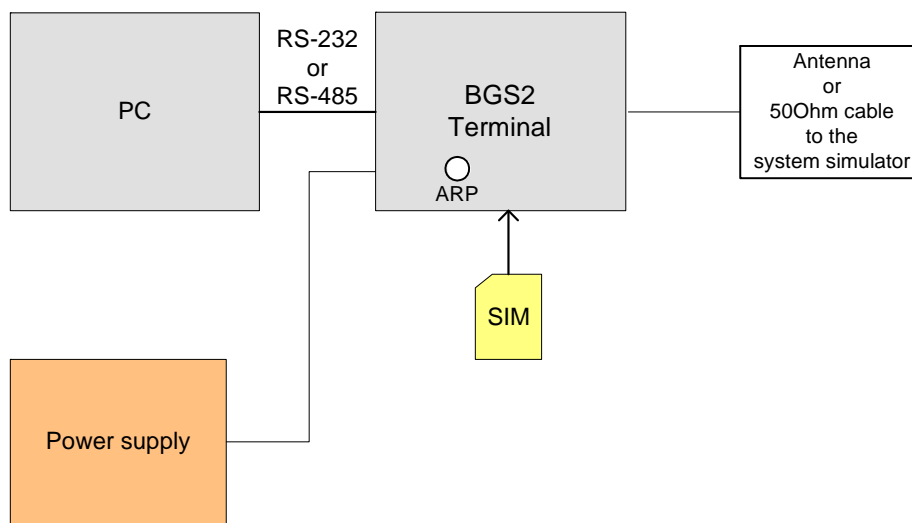 PC
RS-232
or
RS-485
BGS2
Terminal
ARP
Antenna
or
50Ohm cable
to the
system simulator
SIM
Power supply